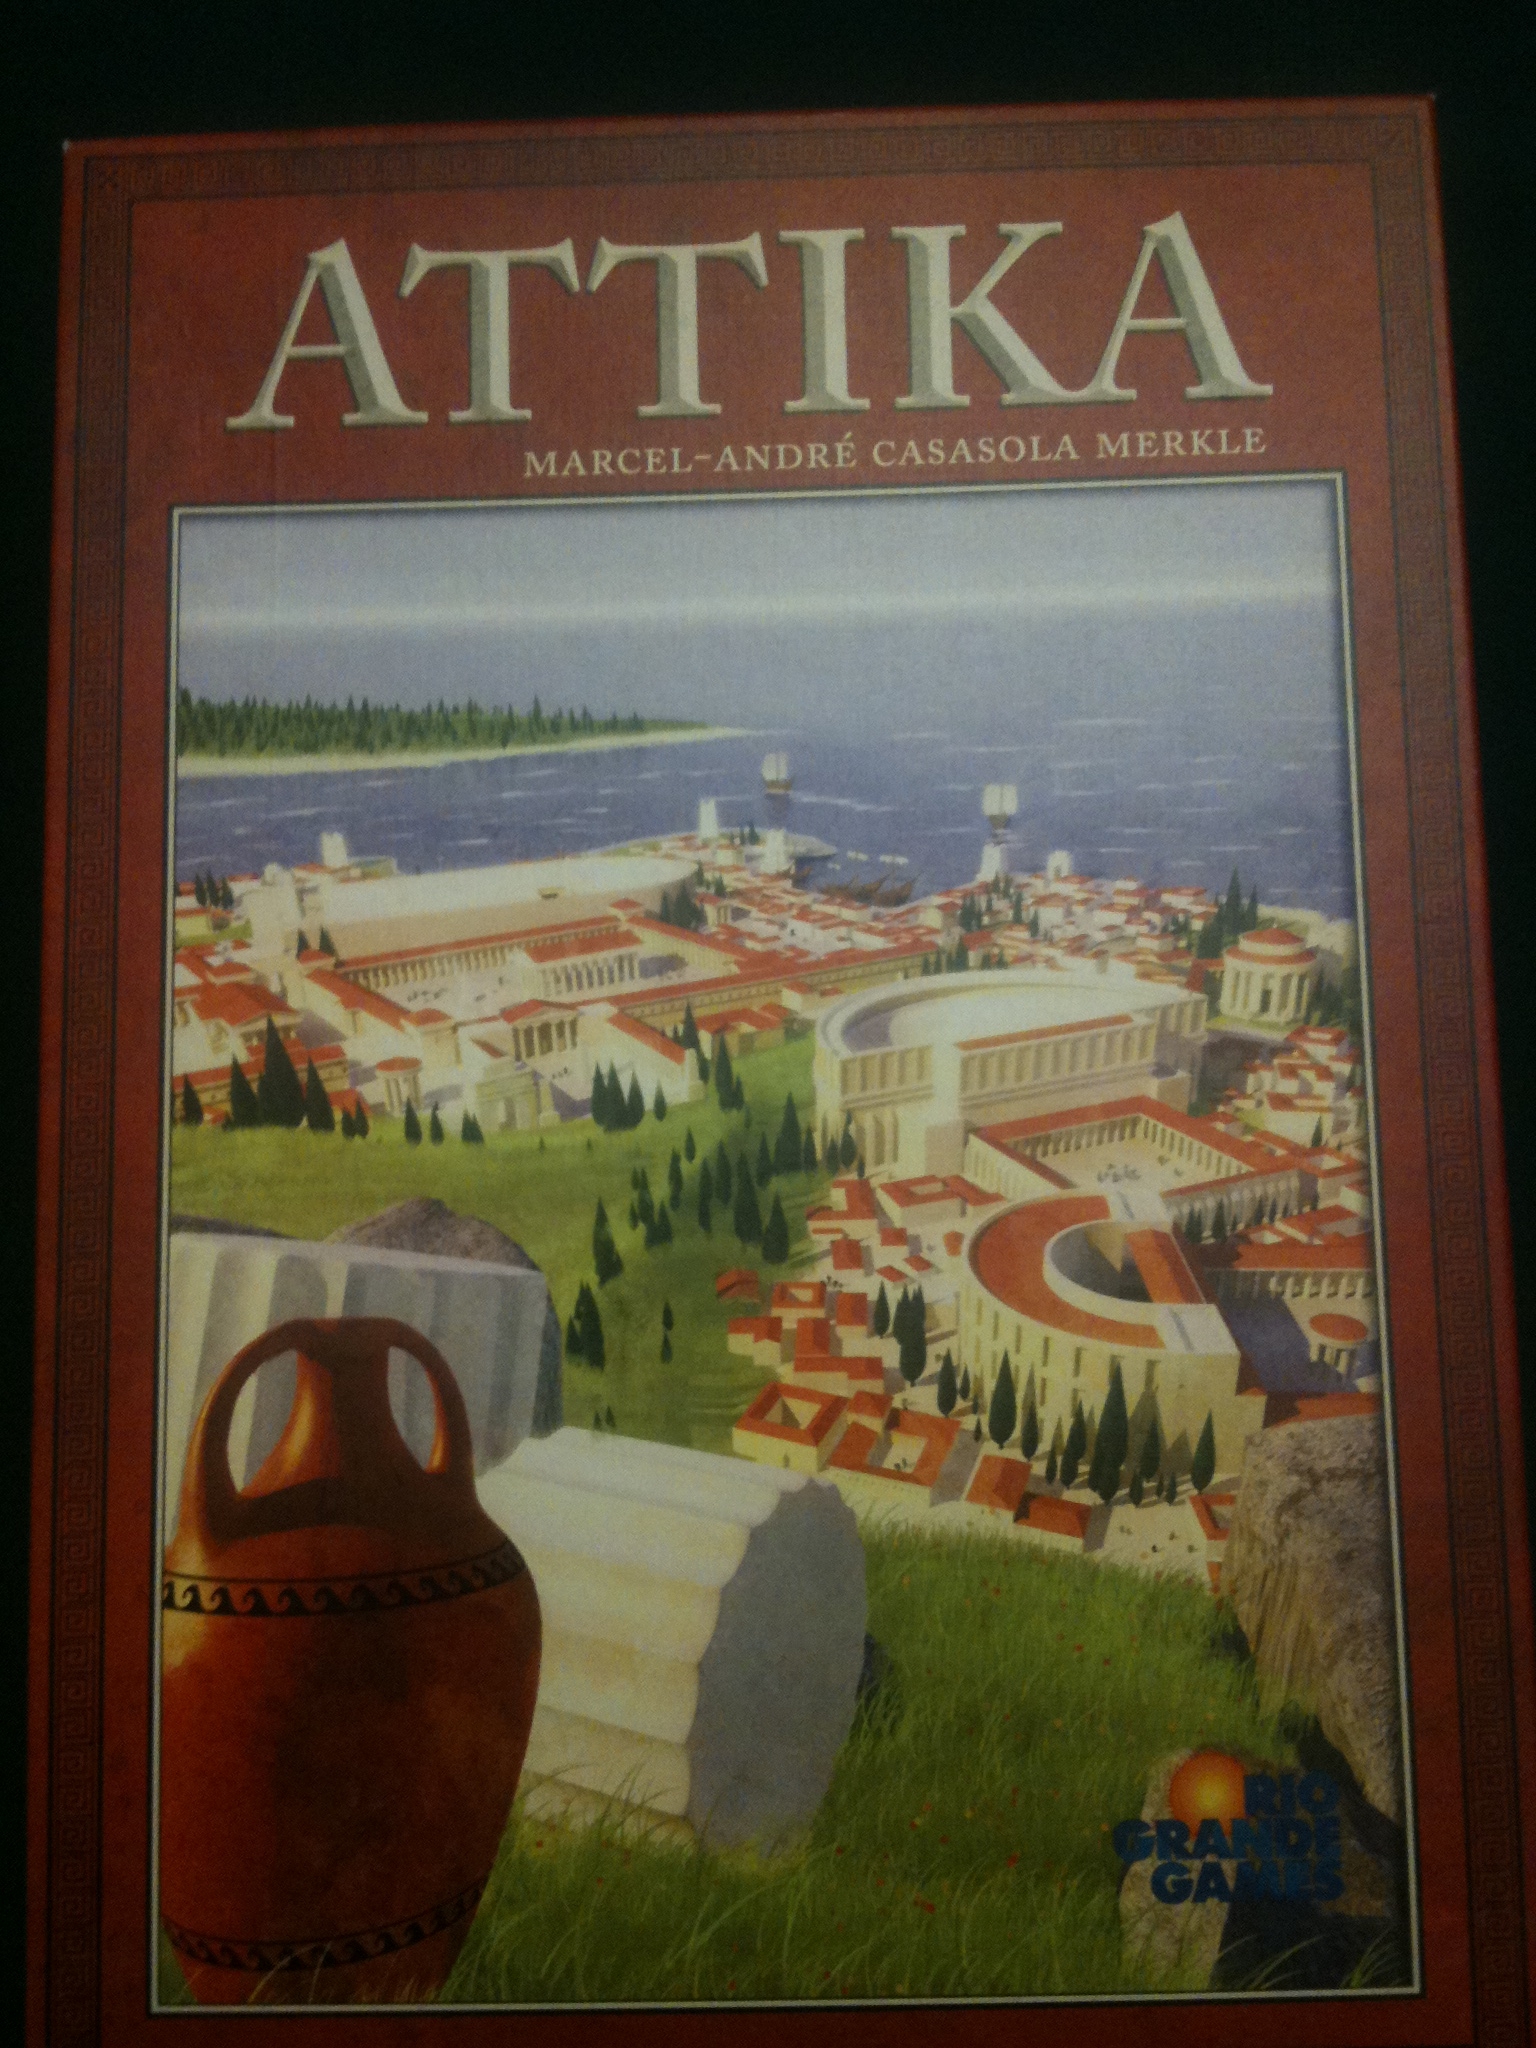 ATTIKA
MARCEL-ANDRÉ CASASOLA MERKLE
RIO
GRANDE
GAMES